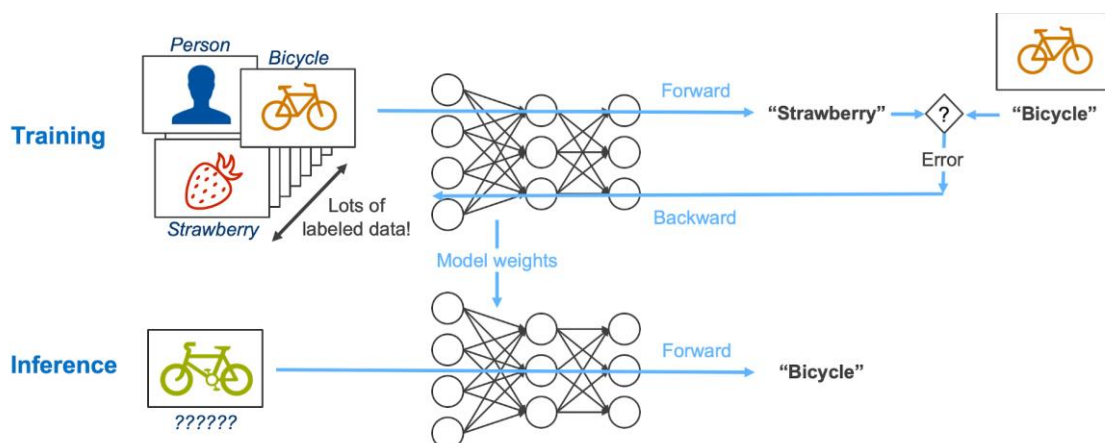 Person
Bicycle
Training
Strawberry
Lots of
labeled data!
Forward
“Strawberry”
?
“Bicycle”
Error
Backward
Model weights
Inference
??????
Forward
“Bicycle”